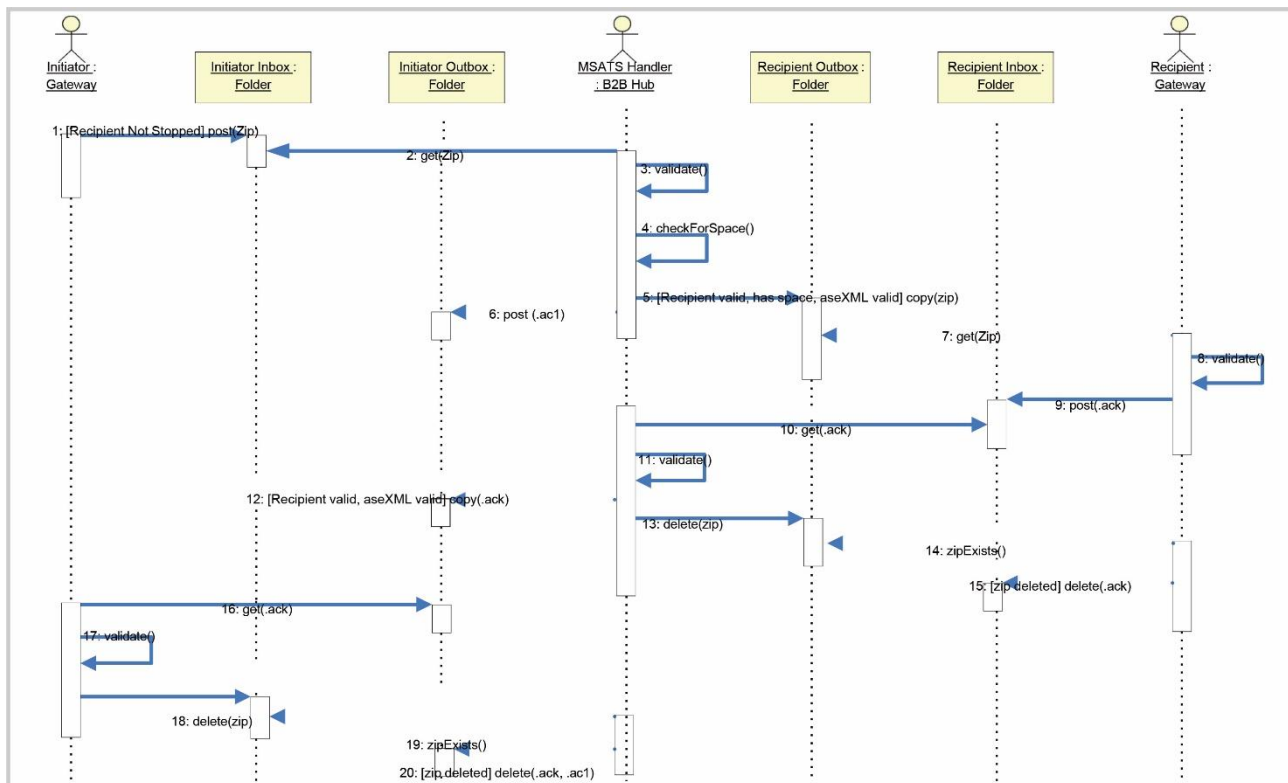 Initiator :
Gateway
Initiator Inbox :
Folder
Initiator Outbox :
Folder
MSATS Handler
: B2B Hub
Recipient Outbox :
Folder
Recipient Inbox :
Folder
Recipient :
Gateway
1: [Recipient Not Stopped] post(Zip)
2: get(Zip)
3: validate()
4: checkForSpace()
5: [Recipient valid, has space, aseXML valid] copy(zip)
6: post (.ac1)
7: get(Zip)
8: validate()
9: post(.ack)
10: get(.ack)
11: validate()
12: [Recipient valid, aseXML valid] copy(.ack)
13: delete(zip)
14: zipExists()
15: [zip deleted] delete(.ack)
16: get(.ack)
17: validate()
18: delete(zip)
19: zipExists()
20: [zip deleted] delete(.ack, .ac1)